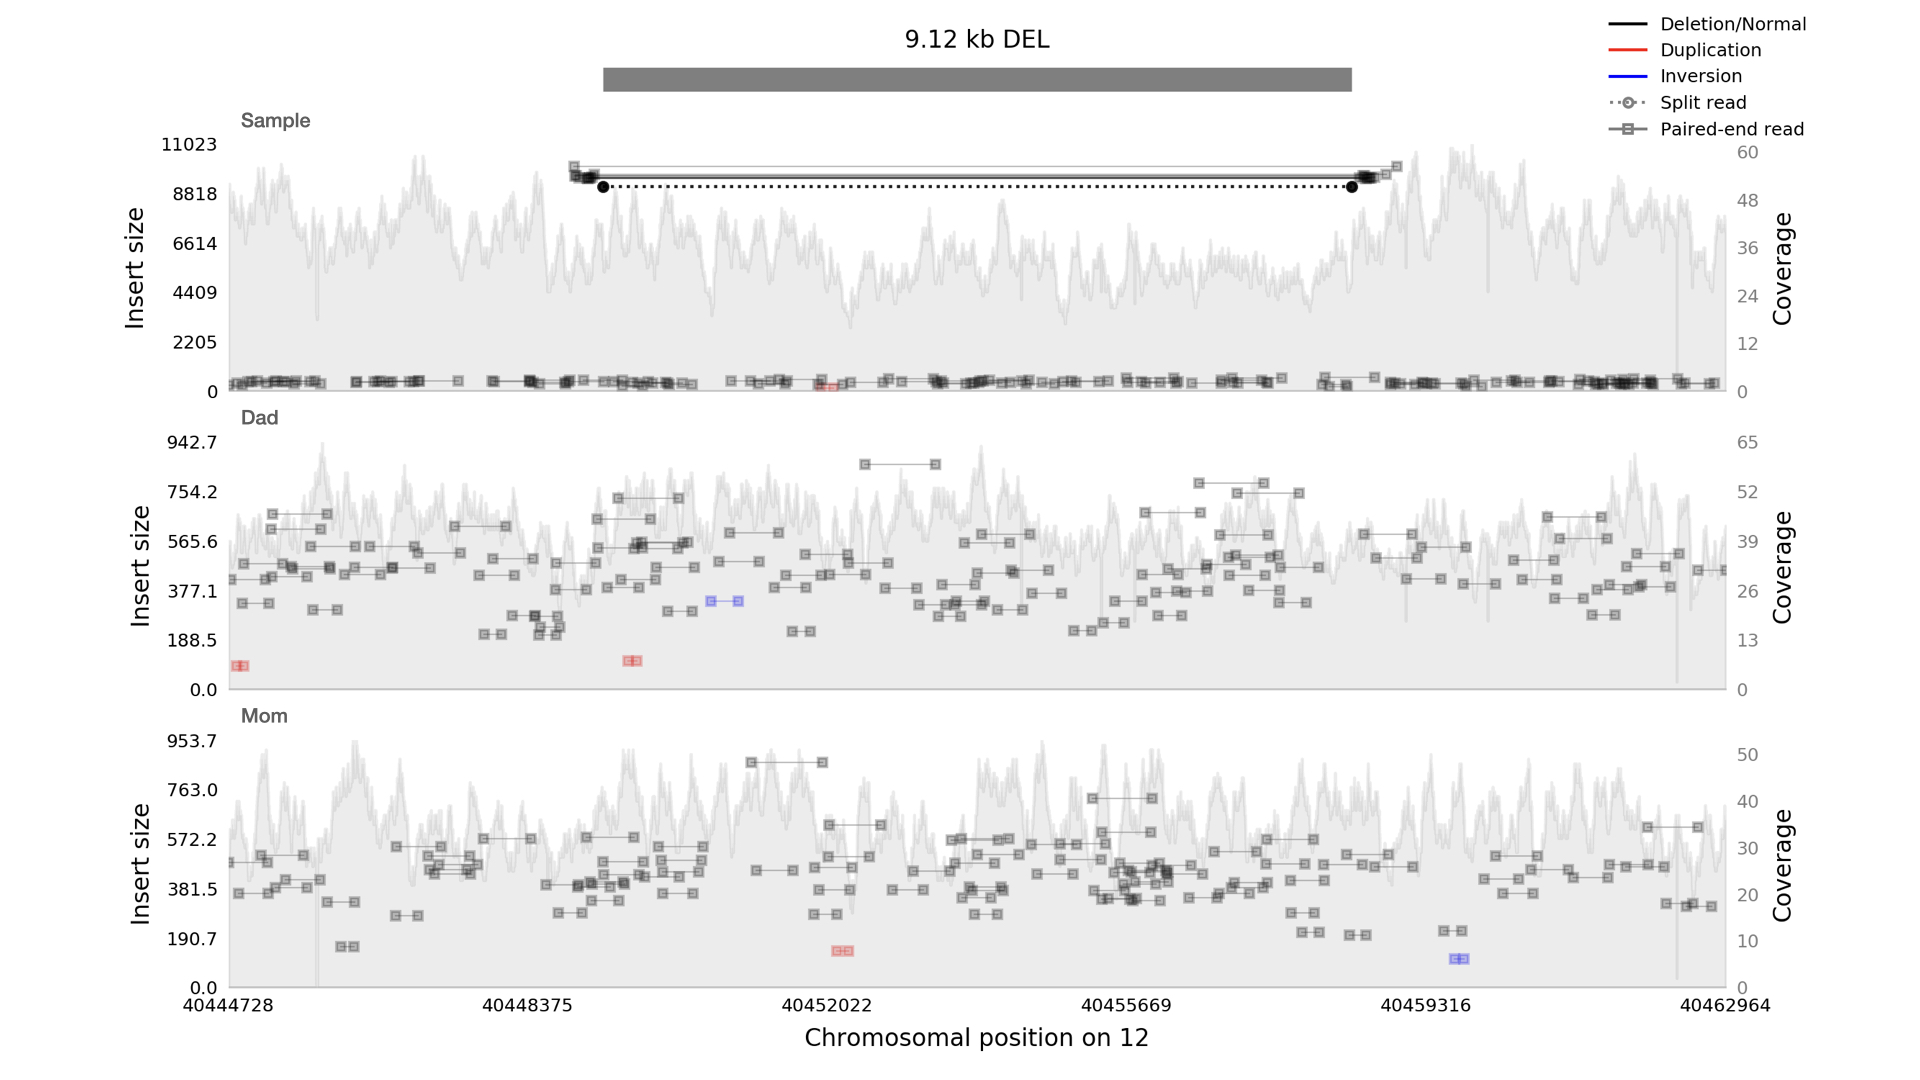 9.12 kb DEL
Deletion/Normal
Duplication
Inversion
Split read
Paired-end read
Sample
11023
8818
6614
4409
2205
0
Insert size
60
48
36
24
12
0
Coverage
Dad
942.7
754.2
565.6
377.1
188.5
0.0
Insert size
65
52
39
26
13
0
Coverage
Mom
953.7
763.0
572.2
381.5
190.7
0.0
Insert size
50
40
30
20
10
0
Coverage
40444728 40448375 40452022 40455669 40459316 40462964
Chromosomal position on 12